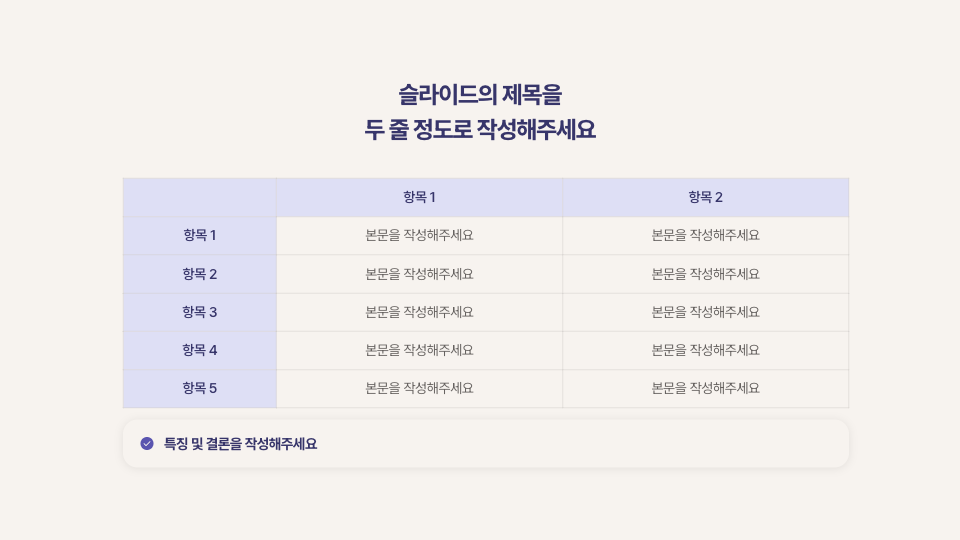 슬라이드의 제목을
두 줄 정도로 작성해주세요
항목 1 항목 2
항목 1 본문을 작성해주세요 본문을 작성해주세요
항목 2 본문을 작성해주세요 본문을 작성해주세요
항목 3 본문을 작성해주세요 본문을 작성해주세요
항목 4 본문을 작성해주세요 본문을 작성해주세요
항목 5 본문을 작성해주세요 본문을 작성해주세요
특징 및 결론을 작성해주세요